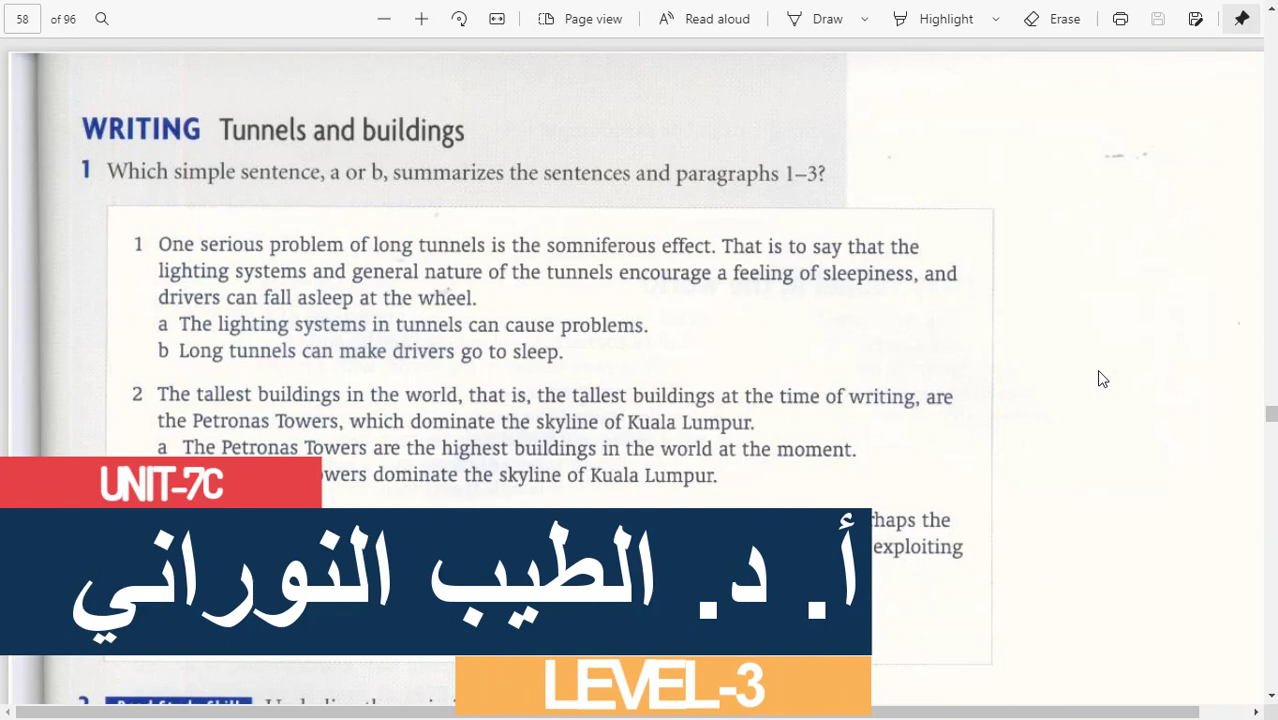 58 of 96 Page view Read aloud Draw Highlight Erase
WRITING Tunnels and buildings
1 Which simple sentence, a or b, summarizes the sentences and paragraphs 1–3?
1 One serious problem of long tunnels is the somniferous effect. That is to say that the
lighting systems and general nature of the tunnels encourage a feeling of sleepiness, and
drivers can fall asleep at the wheel.
a The lighting systems in tunnels can cause problems.
b Long tunnels can make drivers go to sleep.
2 The tallest buildings in the world, that is, the tallest buildings at the time of writing, are
the Petronas Towers, which dominate the skyline of Kuala Lumpur.
a The Petronas Towers are the highest buildings in the world at the moment.
UNIT-7C
owers dominate the skyline of Kuala Lumpur.
haps the
exploiting
أ. د. الطيب النوراني
LEVEL-3